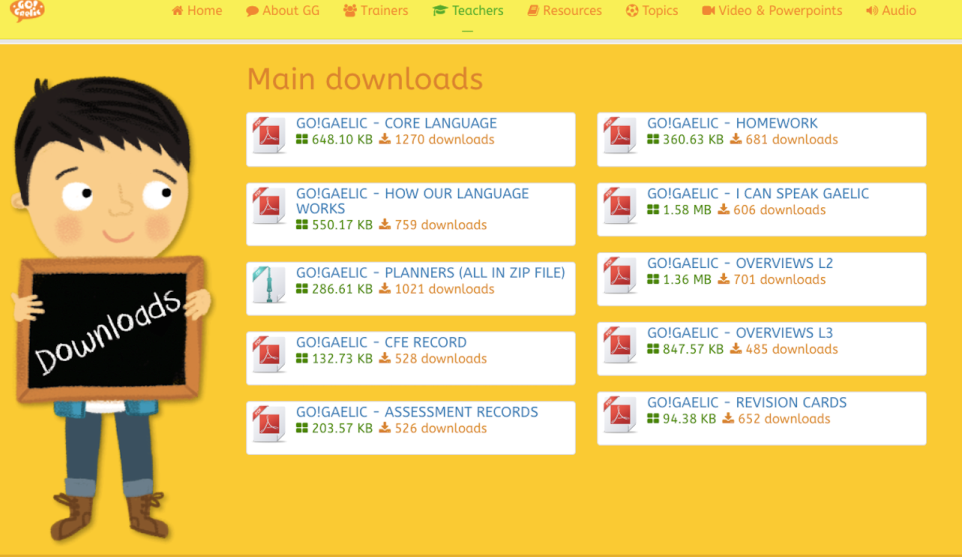 GO!
Gaelic
Home About GG Trainers Teachers Resources Topics Video & Powerpoints Audio
Main downloads
GO!GAELIC - CORE LANGUAGE
648.10 KB 1270 downloads
GO!GAELIC - HOW OUR LANGUAGE
WORKS
550.17 KB 759 downloads
GO!GAELIC - PLANNERS (ALL IN ZIP FILE)
286.61 KB 1021 downloads
GO!GAELIC - CFE RECORD
132.73 KB 528 downloads
GO!GAELIC - ASSESSMENT RECORDS
203.57 KB 526 downloads
GO!GAELIC - HOMEWORK
360.63 KB 681 downloads
GO!GAELIC - I CAN SPEAK GAELIC
1.58 MB 606 downloads
GO!GAELIC - OVERVIEWS L2
1.36 MB 701 downloads
GO!GAELIC - OVERVIEWS L3
847.57 KB 485 downloads
GO!GAELIC - REVISION CARDS
94.38 KB 652 downloads
Downloads